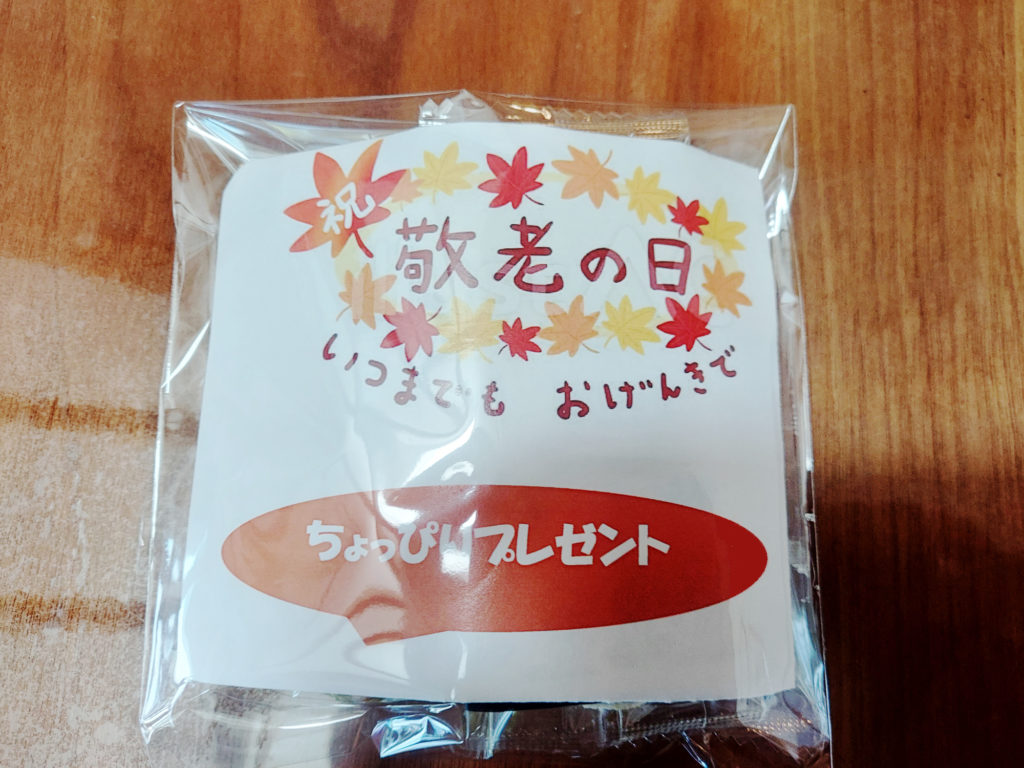 祝
敬老の日
いつまでも おげんきで
ちょっぴりプレゼント